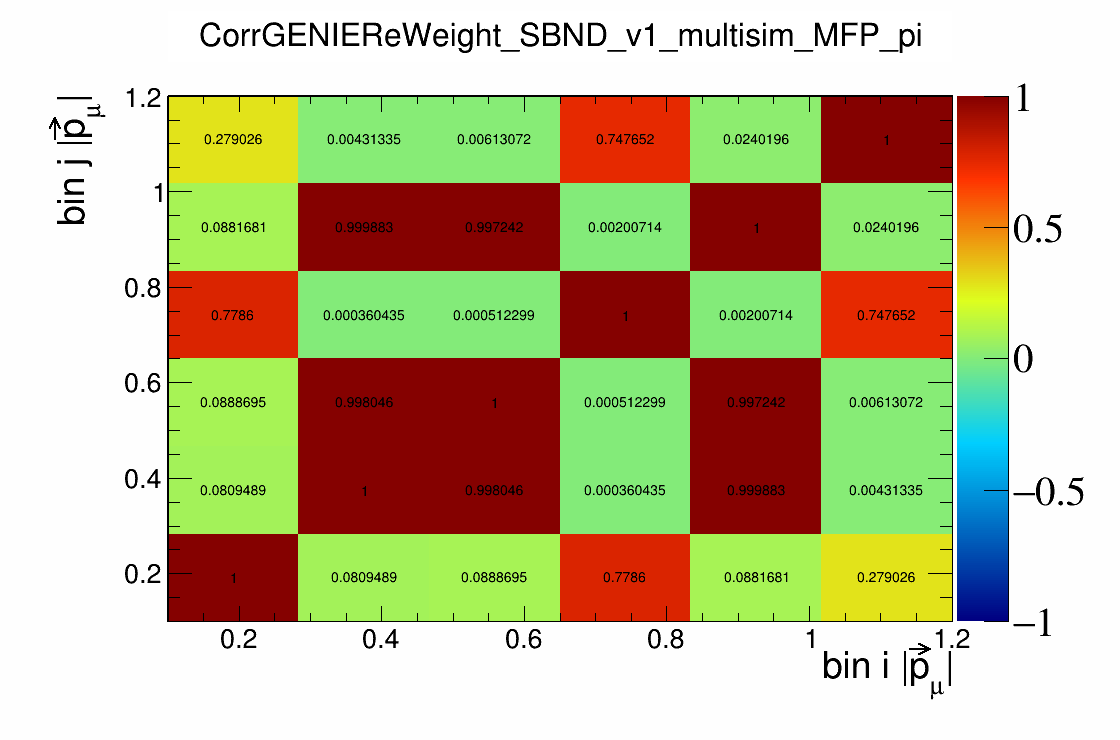 CorrGENIEReWeight_SBND_v1_multisim_MFP_pi
bin j |p⃗μ|
1.2
1
0.8
0.6
0.4
0.2
0.279026 0.00431335 0.00613072 0.747652 0.0240196 1
0.0881681 0.999883 0.997242 0.00200714 1 0.0240196
0.7786 0.000360435 0.000512299 1 0.00200714 0.747652
0.0888695 0.998046 1 0.000512299 0.997242 0.00613072
0.0809489 1 0.998046 0.000360435 0.999883 0.00431335
1 0.0809489 0.0888695 0.7786 0.0881681 0.279026
0.2 0.4 0.6 0.8 1 1.2
bin i |p⃗μ|
1
0.5
0
−0.5
−1